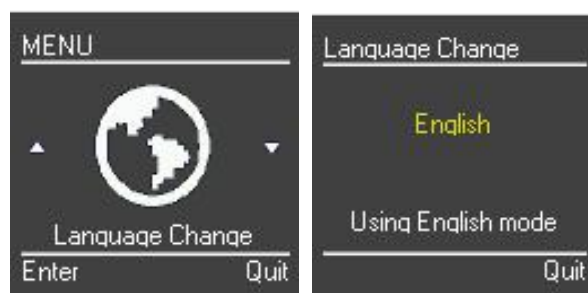 MENU
Language Change
Enter Quit
Language Change
English
Using English mode
Quit